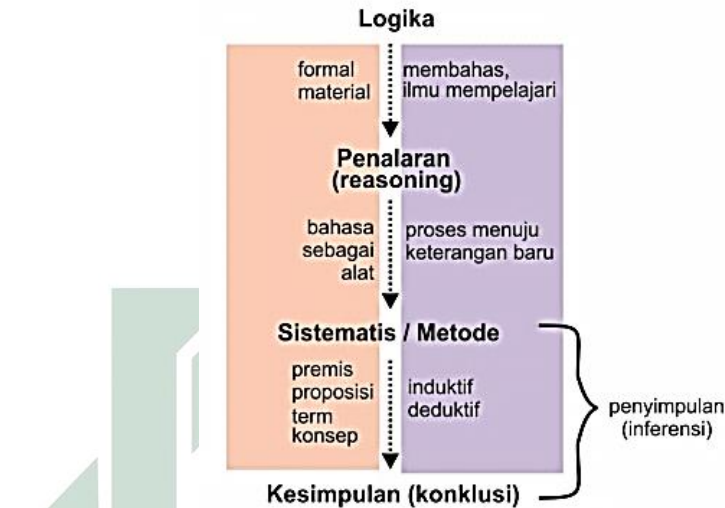 Logika
formal
material
membahas,
ilmu mempelajari
Penalaran
(reasoning)
bahasa
sebagai
alat
proses menuju
keterangan baru
Sistematis / Metode
premis
proposisi
term
konsep
induktif
deduktif
penyimpulan
(inferensi)
Kesimpulan (konklusi)